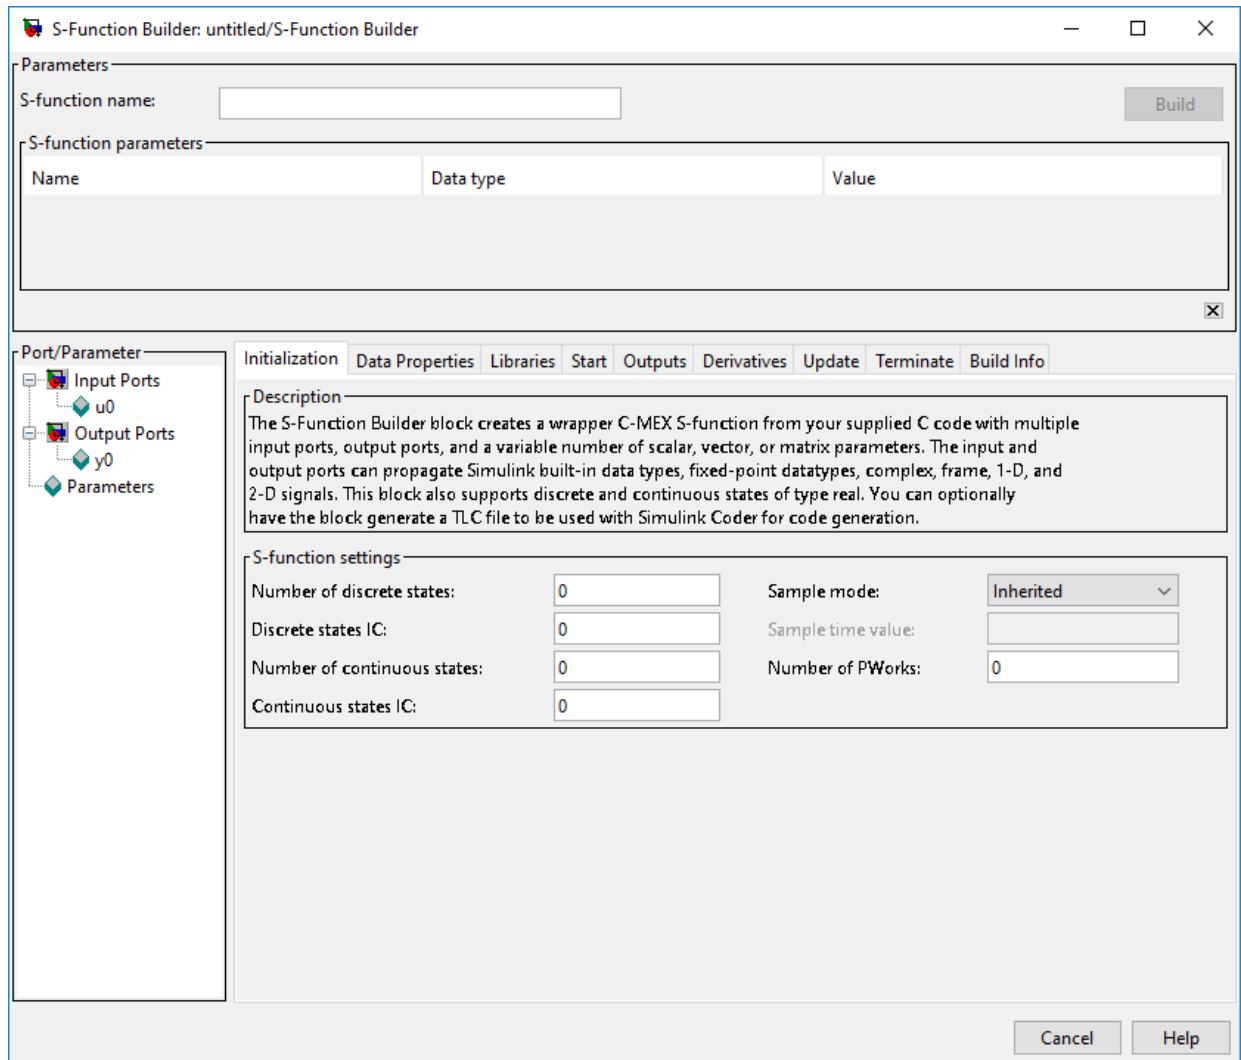 S-Function Builder: untitled/S-Function Builder
Parameters
S-function name:
Build
S-function parameters
Name Data type Value
Port/Parameter
Input Ports
u0
Output Ports
y0
Parameters
Initialization Data Properties Libraries Start Outputs Derivatives Update Terminate Build Info
Description
The S-Function Builder block creates a wrapper C-MEX S-function from your supplied C code with multiple
input ports, output ports, and a variable number of scalar, vector, or matrix parameters. The input and
output ports can propagate Simulink built-in data types, fixed-point datatypes, complex, frame, 1-D, and
2-D signals. This block also supports discrete and continuous states of type real. You can optionally
have the block generate a TLC file to be used with Simulink Coder for code generation.
S-function settings
Number of discrete states: 0 Sample mode: Inherited
Discrete states IC: 0 Sample time value:
Number of continuous states: 0 Number of PWorks: 0
Continuous states IC: 0
Cancel Help